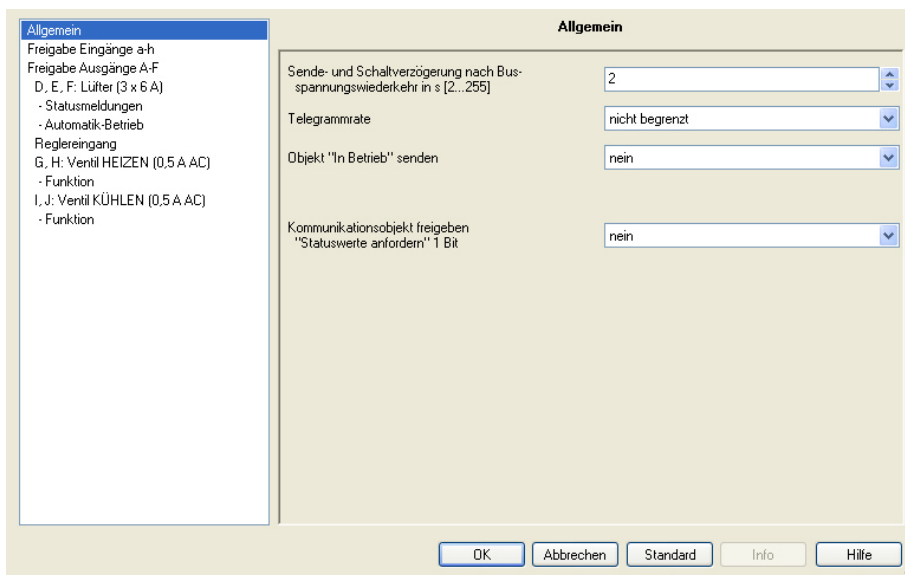 Allgemein
Freigabe Eingänge a-h
Freigabe Ausgänge A-F
D, E, F: Lüfter (3 x 6 A)
- Statusmeldungen
- Automatik-Betrieb
Reglereingang
G, H: Ventil HEIZEN (0,5 A AC)
- Funktion
I, J: Ventil KÜHLEN (0,5 A AC)
- Funktion
Allgemein
Sende- und Schaltverzögerung nach Bus-
spannungswiederkehr in s [2...255]
2
Telegrammrate
nicht begrenzt
Objekt "In Betrieb" senden
nein
Kommunikationsobjekt freigeben
"Statuswerte anfordern" 1 Bit
nein
OK
Abbrechen
Standard
Info
Hilfe